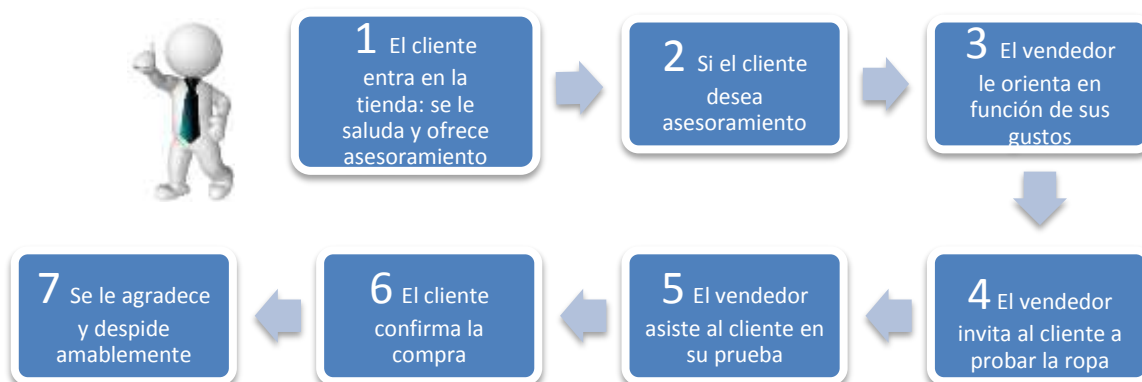 1 El cliente
entra en la
tienda: se le
saluda y ofrece
asesoramiento
2 Si el cliente
desea
asesoramiento
3 El vendedor
le orienta en
función de sus
gustos
4 El vendedor
invita al cliente a
probar la ropa
5 El vendedor
asiste al cliente en
su prueba
6 El cliente
confirma la
compra
7 Se le agradece
y despide
amablemente